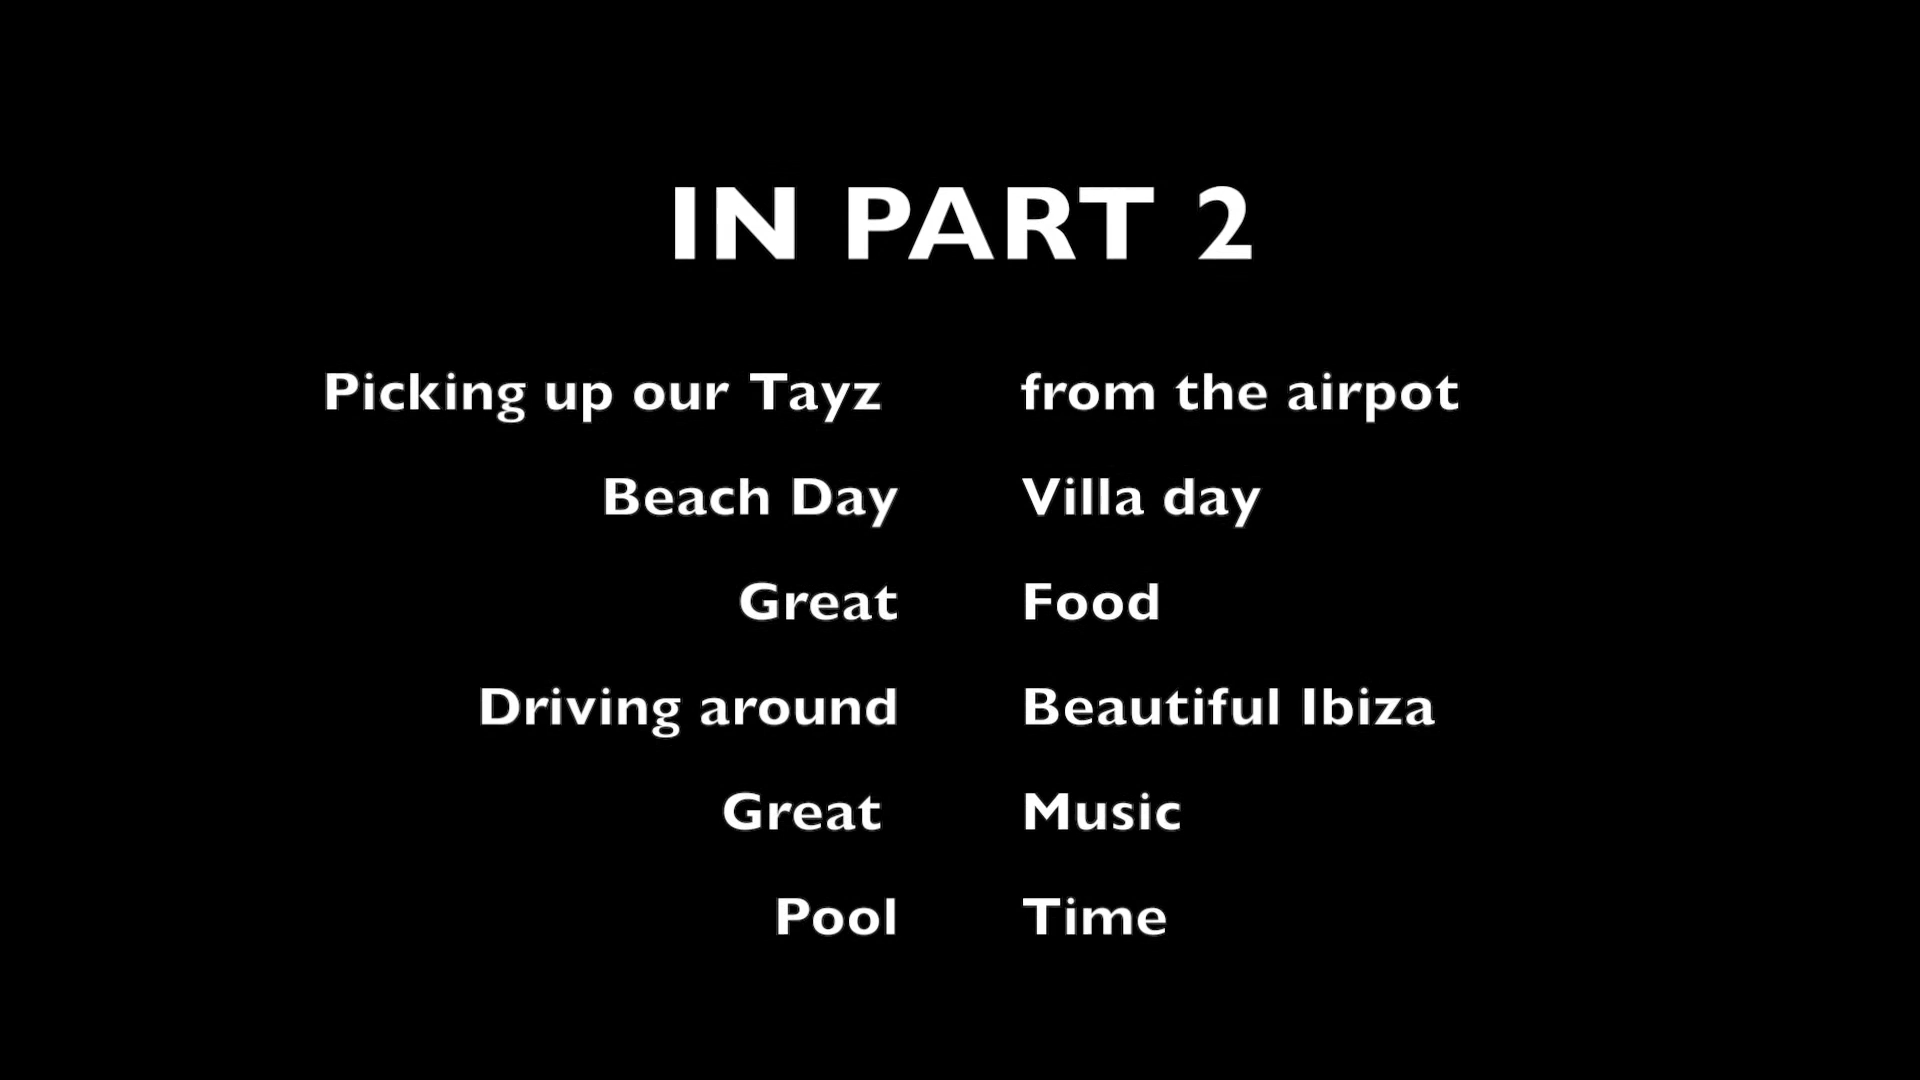 IN PART 2
Picking up our Tayz from the airpot
Beach Day Villa day
Great Food
Driving around Beautiful Ibiza
Great Music
Pool Time